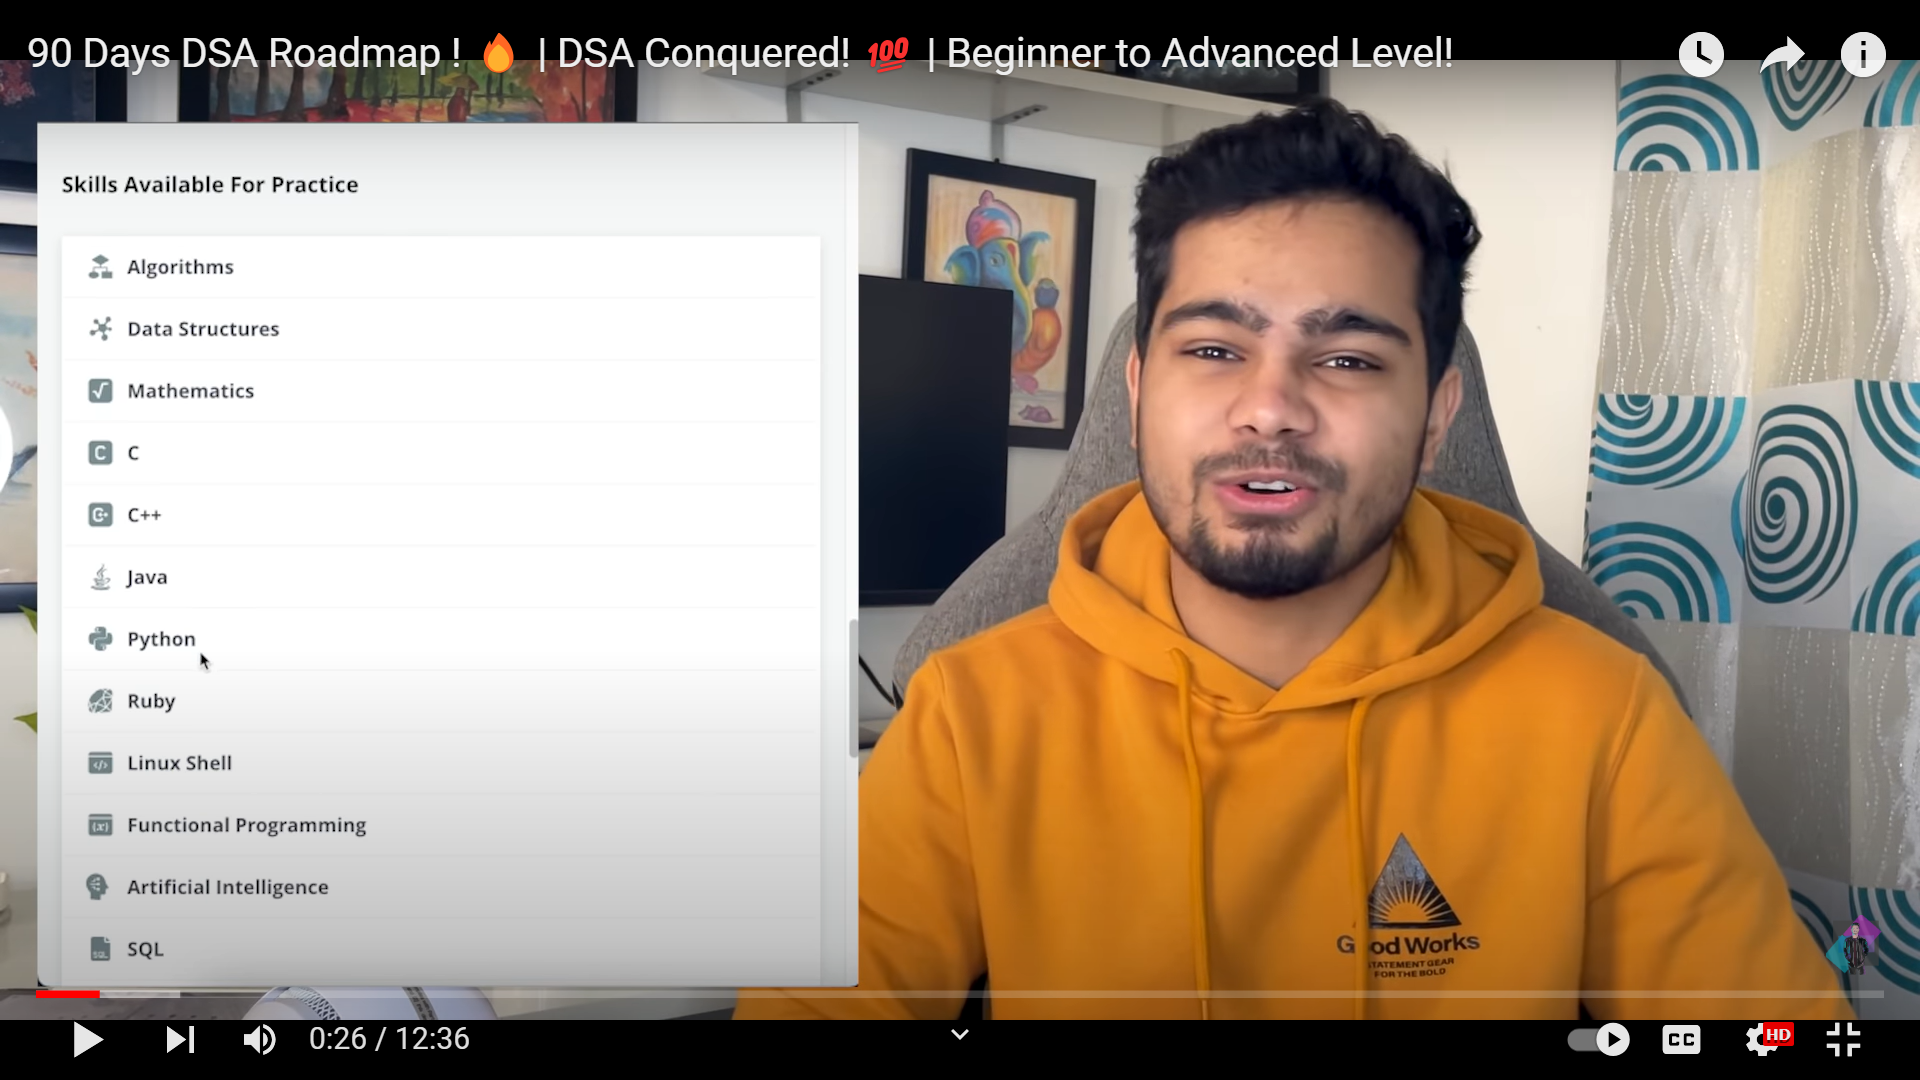 90 Days DSA Roadmap ! 🔥 | DSA Conquered! 💯 | Beginner to Advanced Level!
Skills Available For Practice
Algorithms
Data Structures
Mathematics
C
C++
Java
Python
Ruby
Linux Shell
Functional Programming
Artificial Intelligence
SQL
Good Works
STATEMENT GEAR
FOR THE BOLD
0:26 / 12:36
CC
HD